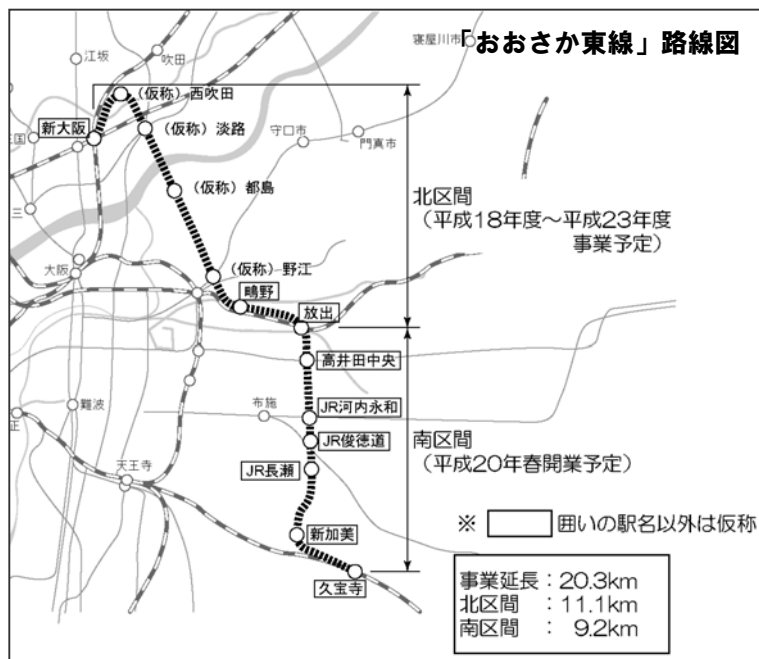 「おおさか東線」路線図
寝屋川市
江坂
吹田
(仮称)西吹田
新大阪
(仮称)淡路
守口市
門真市
三国
(仮称)都島
北区間
(平成18年度～平成23年度
事業予定)
三
大阪
(仮称)野江
鴫野
放出
高井田中央
難波
布施
JR河内永和
正
JR俊徳道
南区間
(平成20年春開業予定)
天王寺
JR長瀬
新加美
※ 囲いの駅名以外は仮称
久宝寺
事業延長：20.3km
北区間 ：11.1km
南区間 ： 9.2km